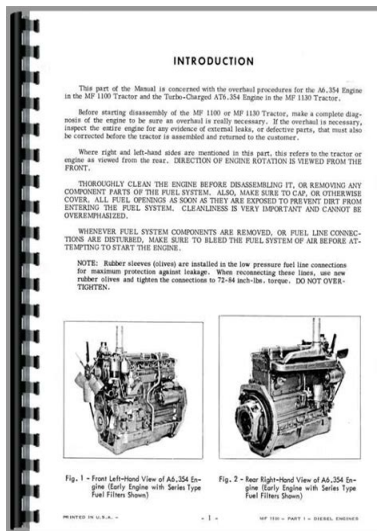 INTRODUCTION
This part of the Manual is concerned with the overhaul procedures for the A6.354 Engine
in the MF 1100 Tractor and the Turbo-Charged AT6.354 Engine in the MF 1130 Tractor.
Before starting disassembly of the MF 1100 or MF 1130 Tractor, make a complete diag-
nosis of the engine to be sure an overhaul is really necessary. If the overhaul is necessary,
inspect the entire engine for any evidence of external leaks, or defective parts, that must also
be corrected before the tractor is assembled and returned to the customer.
Where right and left-hand sides are mentioned in this part, this refers to the tractor or
engine as viewed from the rear. DIRECTION OF ENGINE ROTATION IS VIEWED FROM THE
FRONT.
THOROUGHLY CLEAN THE ENGINE BEFORE DISASSEMBLING IT, OR REMOVING ANY
COMPONENT PARTS OF THE FUEL SYSTEM. ALSO, MAKE SURE TO CAP, OR OTHERWISE
COVER, ALL FUEL OPENINGS AS SOON AS THEY ARE EXPOSED TO PREVENT DIRT FROM
ENTERING THE FUEL SYSTEM. CLEANLINESS IS VERY IMPORTANT AND CANNOT BE
OVEREMPHASIZED.
WHENEVER FUEL SYSTEM COMPONENTS ARE REMOVED, OR FUEL LINE CONNEC-
TIONS ARE DISTURBED, MAKE SURE TO BLEED THE FUEL SYSTEM OF AIR BEFORE AT-
TEMPTING TO START THE ENGINE.
NOTE: Rubber sleeves (olives) are installed in the low pressure fuel line connections
for maximum protection against leakage. When reconnecting these lines, use new
rubber olives and tighten the connections to 72-84 inch-lbs. torque. DO NOT OVER-
TIGHTEN.
Fig. 1 - Front Left-Hand View of A6.354 En-
gine (Early Engine with Series Type
Fuel Filters Shown)
Fig. 2 - Rear Right-Hand View of A6.354 En-
gine (Early Engine with Series Type
Fuel Filters Shown)
PRINTED IN U.S.A. -
- 1 -
MF 1100 - PART 1 - DIESEL ENGINES